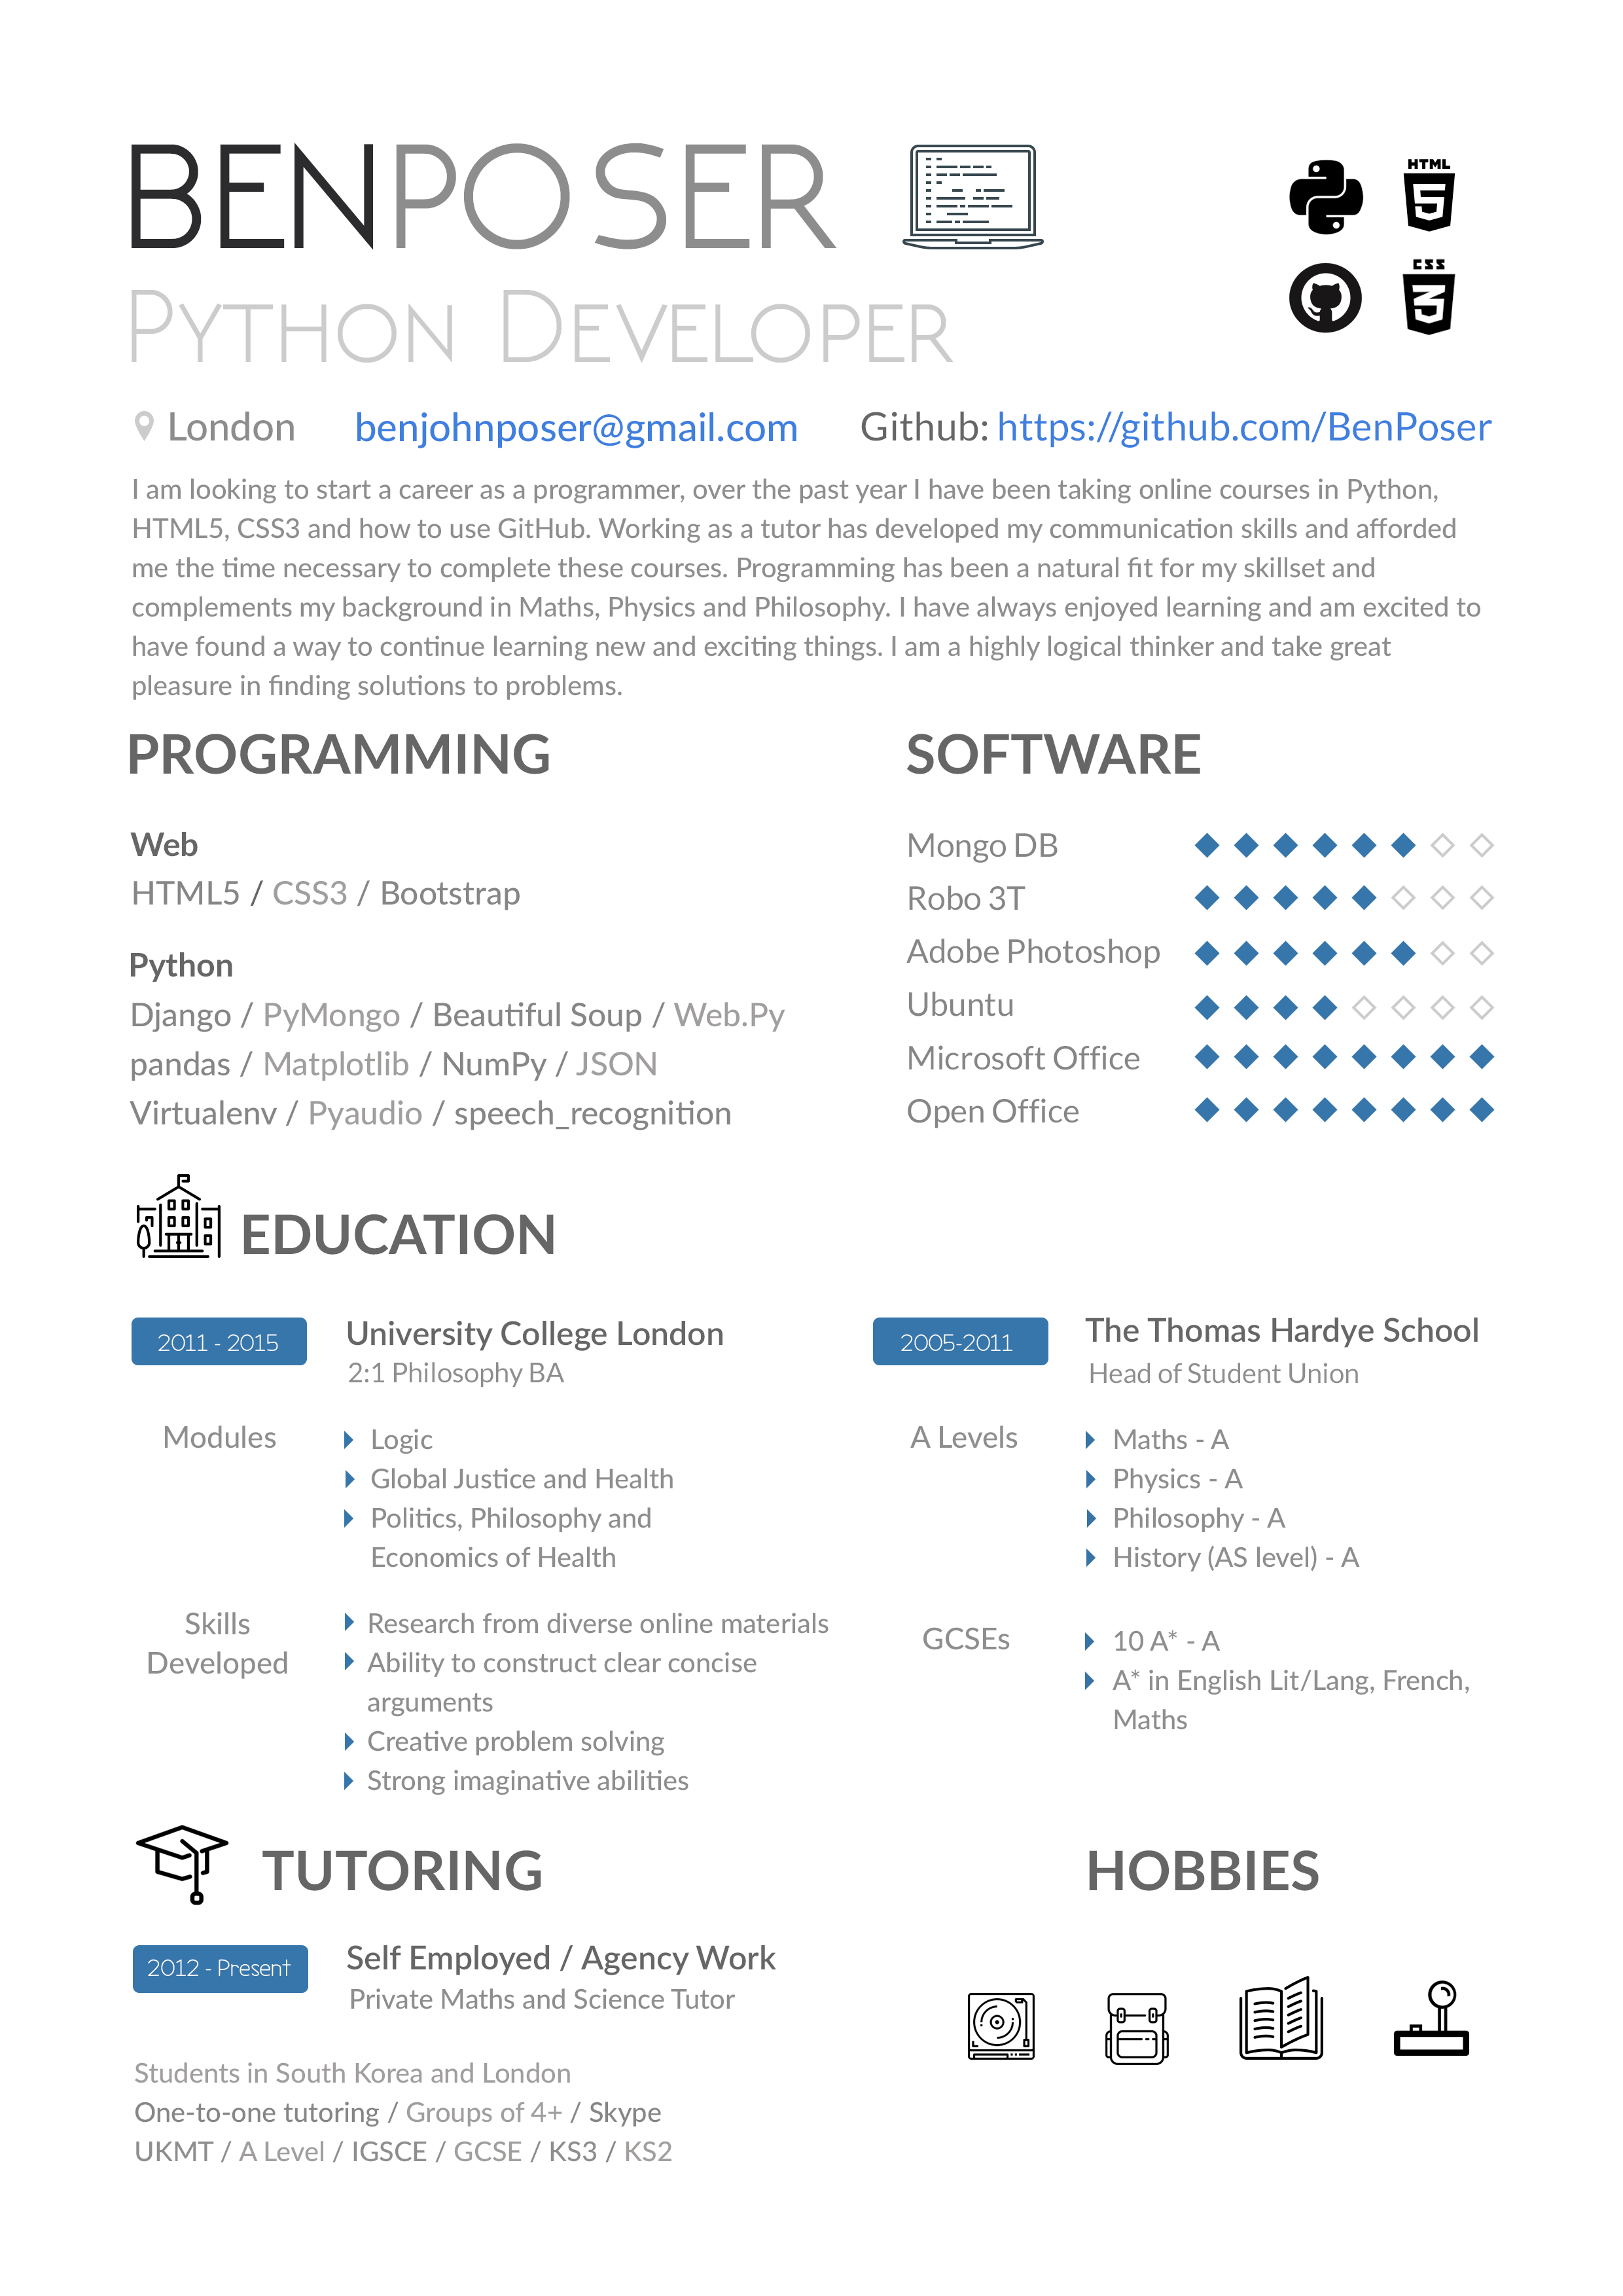 BENPOSER
HTML
CSS
Python Developer
London benjohnposer@gmail.com Github: https://github.com/BenPoser
I am looking to start a career as a programmer, over the past year I have been taking online courses in Python,
HTML5, CSS3 and how to use GitHub. Working as a tutor has developed my communication skills and afforded
me the time necessary to complete these courses. Programming has been a natural fit for my skillset and
complements my background in Maths, Physics and Philosophy. I have always enjoyed learning and am excited to
have found a way to continue learning new and exciting things. I am a highly logical thinker and take great
pleasure in finding solutions to problems.
PROGRAMMING
Web
HTML5 / CSS3 / Bootstrap
Python
Django / PyMongo / Beautiful Soup / Web.Py
pandas / Matplotlib / NumPy / JSON
Virtualenv / Pyaudio / speech_recognition
SOFTWARE
Mongo DB
Robo 3T
Adobe Photoshop
Ubuntu
Microsoft Office
Open Office
EDUCATION
2011 - 2015 University College London
2:1 Philosophy BA
Modules
Logic
Global Justice and Health
Politics, Philosophy and
Economics of Health
Skills
Developed
Research from diverse online materials
Ability to construct clear concise
arguments
Creative problem solving
Strong imaginative abilities
2005-2011 The Thomas Hardye School
Head of Student Union
A Levels
Maths - A
Physics - A
Philosophy - A
History (AS level) - A
GCSEs
10 A* - A
A* in English Lit/Lang, French,
Maths
TUTORING
2012 - Present Self Employed / Agency Work
Private Maths and Science Tutor
Students in South Korea and London
One-to-one tutoring / Groups of 4+ / Skype
UKMT / A Level / IGSCE / GCSE / KS3 / KS2
HOBBIES